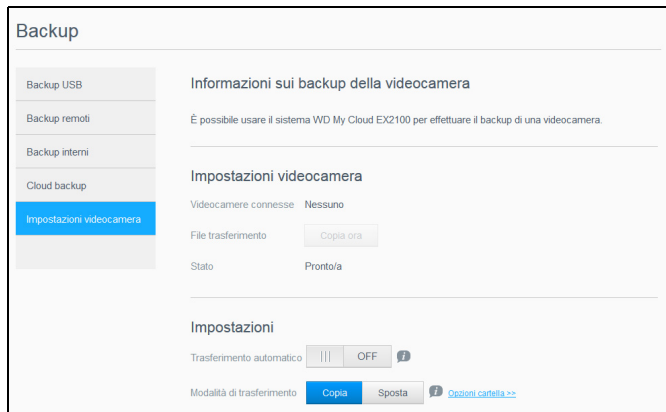 Backup
Backup USB
Backup remoti
Backup interni
Cloud backup
Impostazioni videocamera
Informazioni sui backup della videocamera
È possibile usare il sistema WD My Cloud EX2100 per effettuare il backup di una videocamera.
Impostazioni videocamera
Videocamere connesse Nessuno
File trasferimento Copia ora
Stato Pronto/a
Impostazioni
Trasferimento automatico OFF i
Modalità di trasferimento Copia Sposta i Opzioni cartella >>